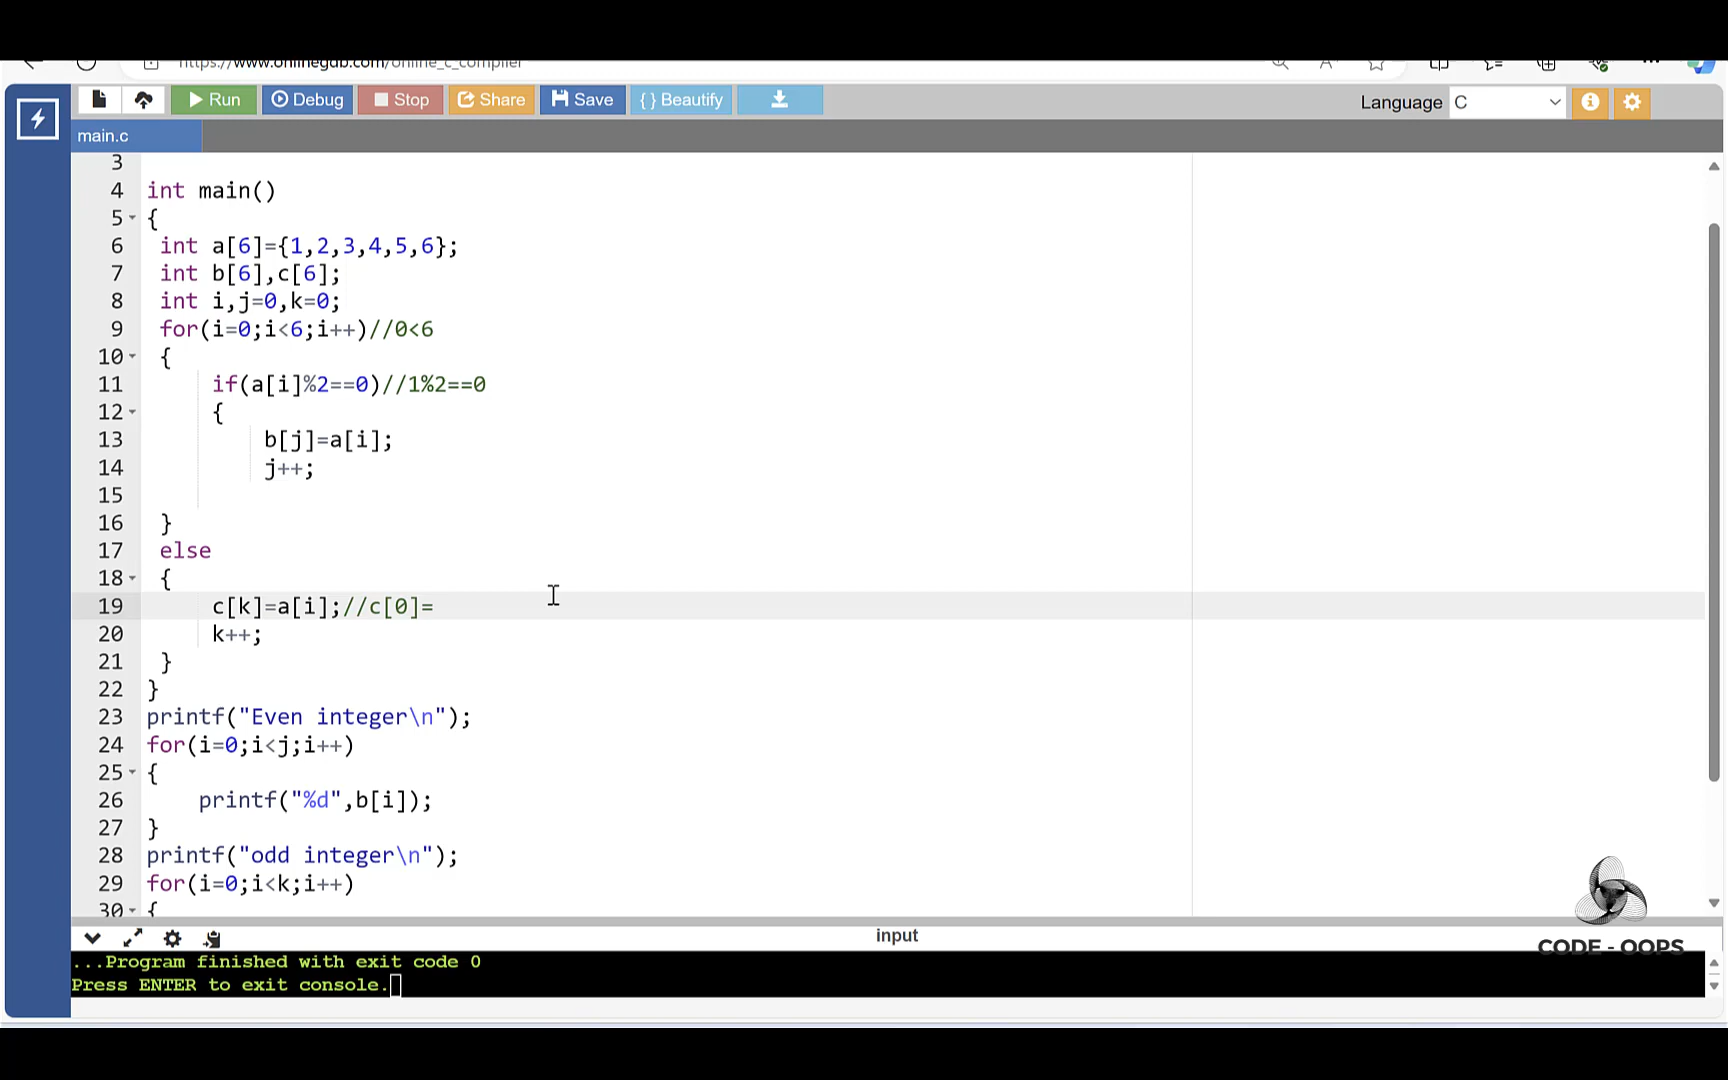 https://www.onlinegdb.com/online_c_compiler
Run Debug Stop Share Save { } Beautify Language C
main.c
3
4 int main()
5 {
6 int a[6]={1,2,3,4,5,6};
7 int b[6],c[6];
8 int i,j=0,k=0;
9 for(i=0;i<6;i++)//0<6
10 {
11 if(a[i]%2==0)//1%2==0
12 {
13 b[j]=a[i];
14 j++;
15
16 }
17 else
18 {
19 c[k]=a[i];//c[0]=
20 k++;
21 }
22 }
23 printf("Even integer\n");
24 for(i=0;i<j;i++)
25 {
26 printf("%d",b[i]);
27 }
28 printf("odd integer\n");
29 for(i=0;i<k;i++)
30 {
input
CODE - OOPS
...Program finished with exit code 0
Press ENTER to exit console.